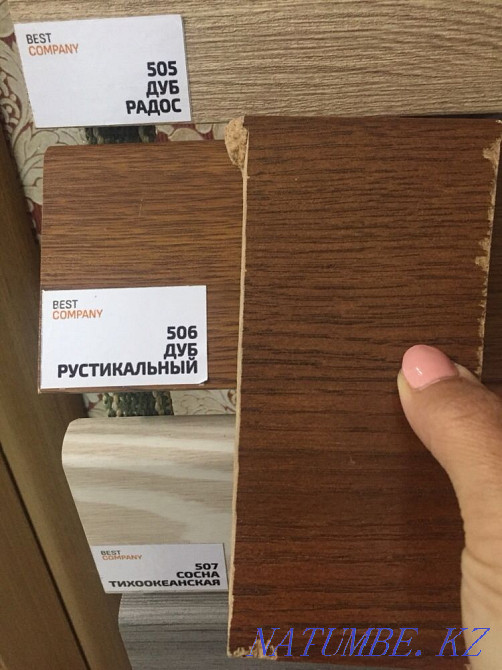 BEST
COMPANY
505
ДУБ
РАДОС
BEST
COMPANY
506
ДУБ
РУСТИКАЛЬНЫЙ
BEST
COMPANY
507
СОСНА
ТИХООКЕАНСКАЯ
NATUMBE. KZ